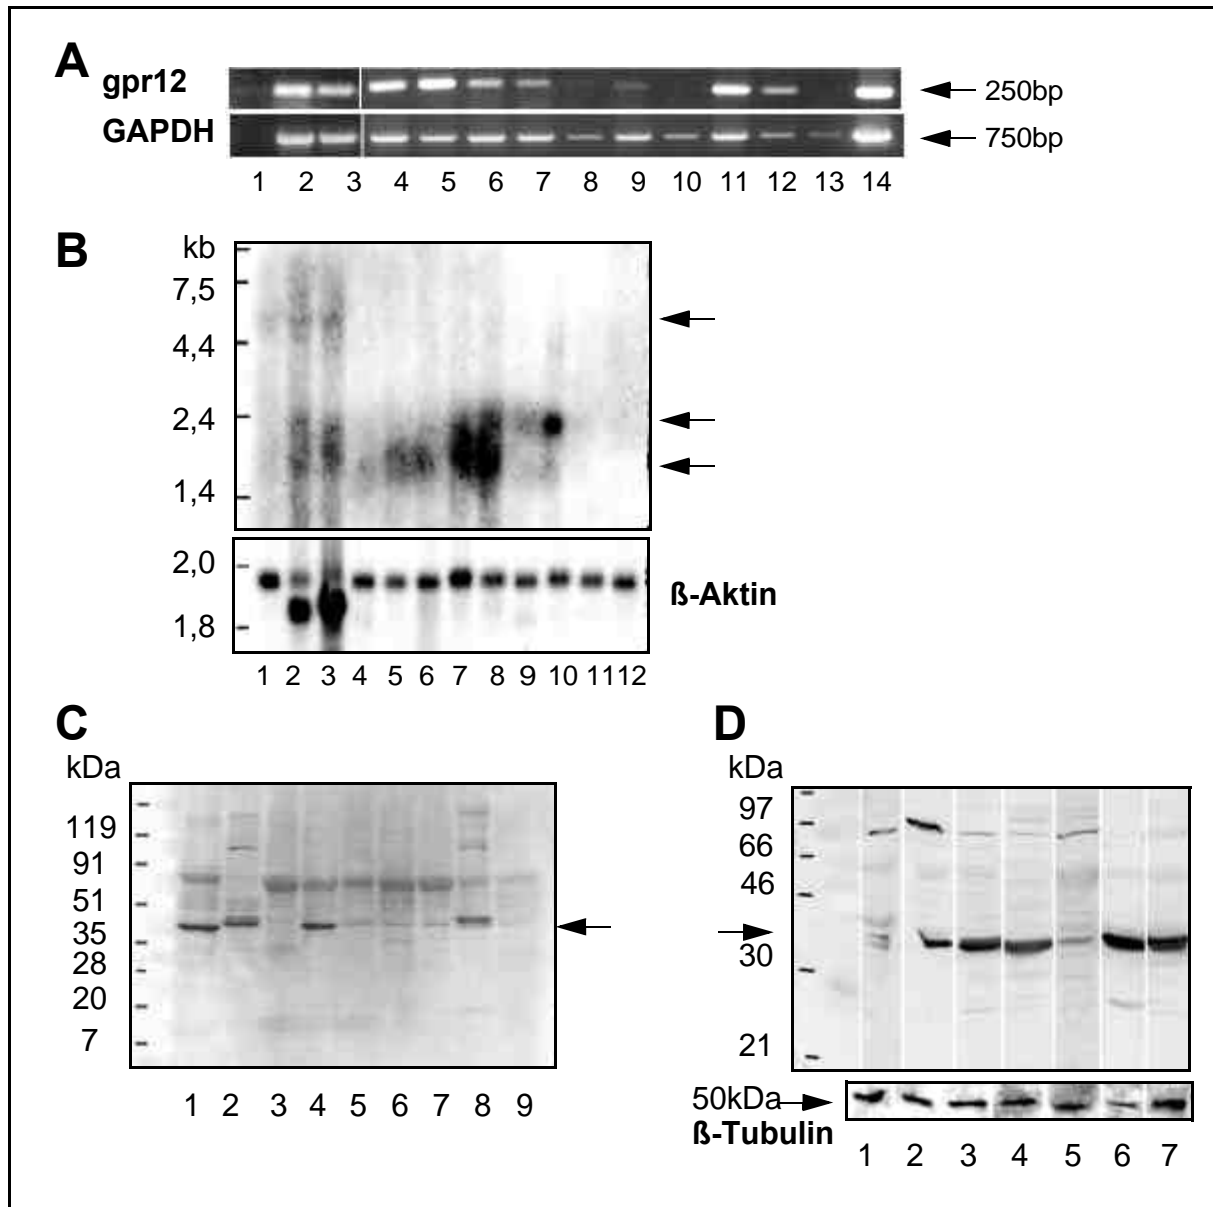 A
gpr12
250bp
GAPDH
750bp
1 2 3 4 5 6 7 8 9 10 11 12 13 14
B
kb
7,5
4,4
2,4
1,4
2,0
ß-Aktin
1,8
1 2 3 4 5 6 7 8 9 10 11 12
C
kDa
119
91
51
35
28
20
7
1 2 3 4 5 6 7 8 9
D
kDa
97
66
46
30
21
50kDa
ß-Tubulin
1 2 3 4 5 6 7